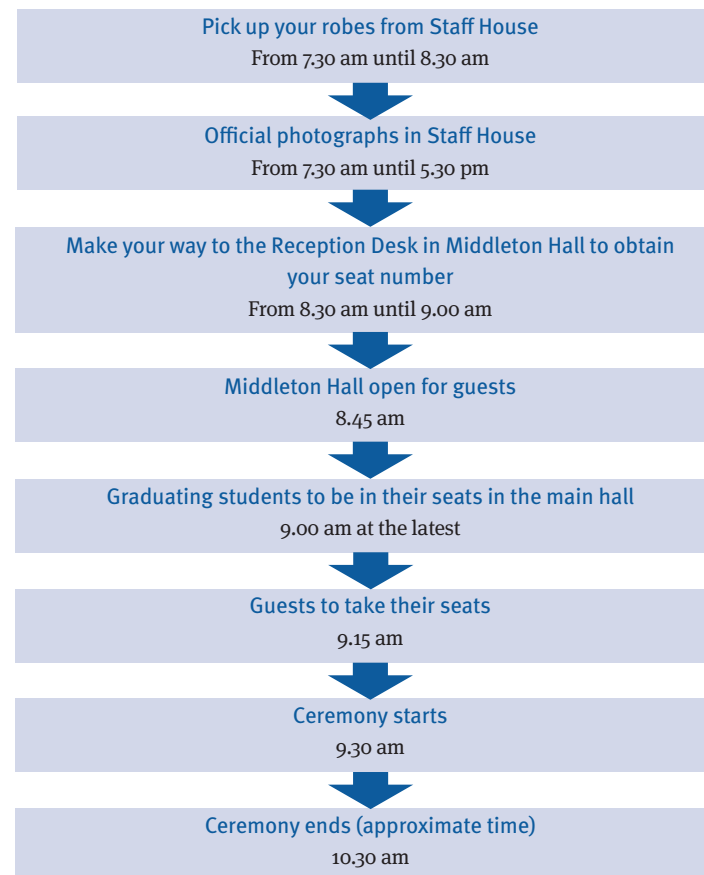 Pick up your robes from Staff House
From 7.30 am until 8.30 am
Official photographs in Staff House
From 7.30 am until 5.30 pm
Make your way to the Reception Desk in Middleton Hall to obtain
your seat number
From 8.30 am until 9.00 am
Middleton Hall open for guests
8.45 am
Graduating students to be in their seats in the main hall
9.00 am at the latest
Guests to take their seats
9.15 am
Ceremony starts
9.30 am
Ceremony ends (approximate time)
10.30 am